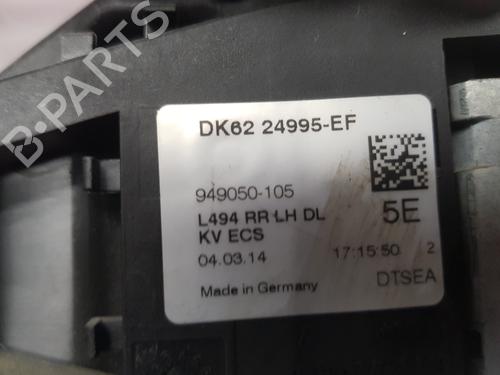 DK62 24995-EF
949050-105
L494 RR LH DL
5E
KV ECS
04.03.14
17:15:50 2
Made in Germany
DTSEA
B-PARTS